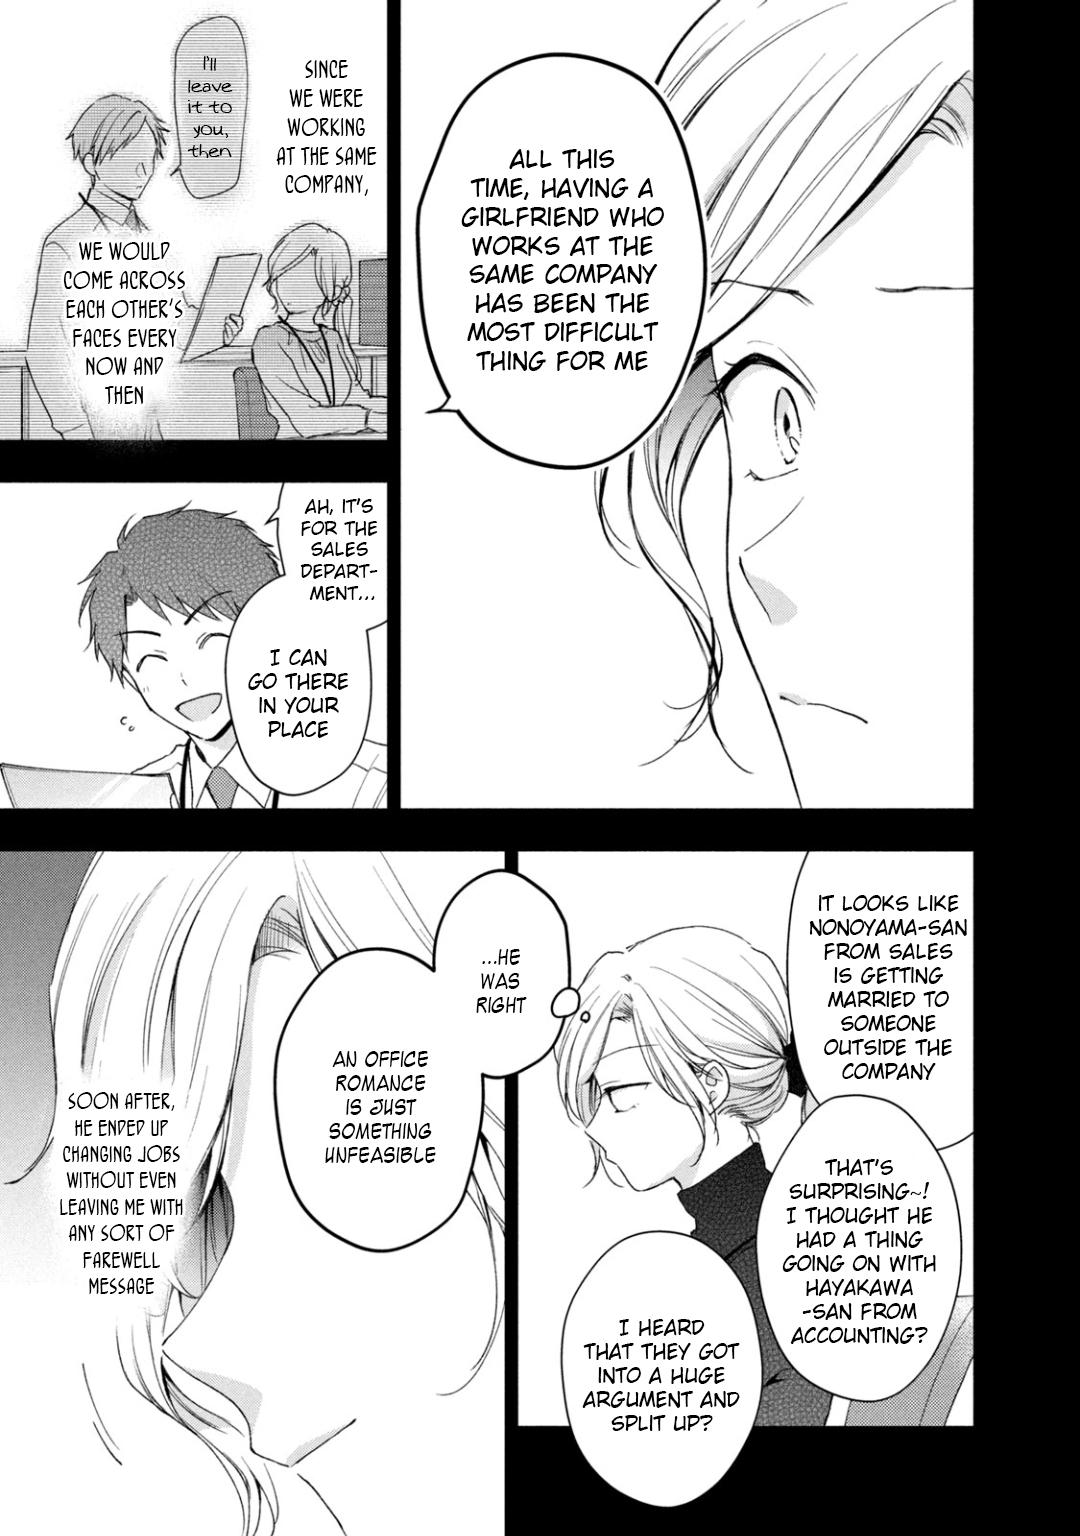 ALL THIS
TIME, HAVING A
GIRLFRIEND WHO
WORKS AT THE
SAME COMPANY
HAS BEEN THE
MOST DIFFICULT
THING FOR ME
SINCE
WE WERE
WORKING
AT THE SAME
COMPANY,
I'll
leave
it to
you,
then
WE WOULD
COME ACROSS
EACH OTHER'S
FACES EVERY
NOW AND
THEN
AH, IT'S
FOR THE
SALES
DEPART-
MENT...
I CAN
GO THERE
IN YOUR
PLACE
IT LOOKS LIKE
NONOYAMA-SAN
FROM SALES
IS GETTING
MARRIED TO
SOMEONE
OUTSIDE THE
COMPANY
THAT'S
SURPRISING~!
I THOUGHT HE
HAD A THING
GOING ON WITH
HAYAKAWA
-SAN FROM
ACCOUNTING?
I HEARD
THAT THEY GOT
INTO A HUGE
ARGUMENT AND
SPLIT UP?
...HE
WAS
RIGHT
AN OFFICE
ROMANCE
IS JUST
SOMETHING
UNFEASIBLE
SOON AFTER,
HE ENDED UP
CHANGING JOBS
WITHOUT EVEN
LEAVING ME WITH
ANY SORT OF
FAREWELL
MESSAGE